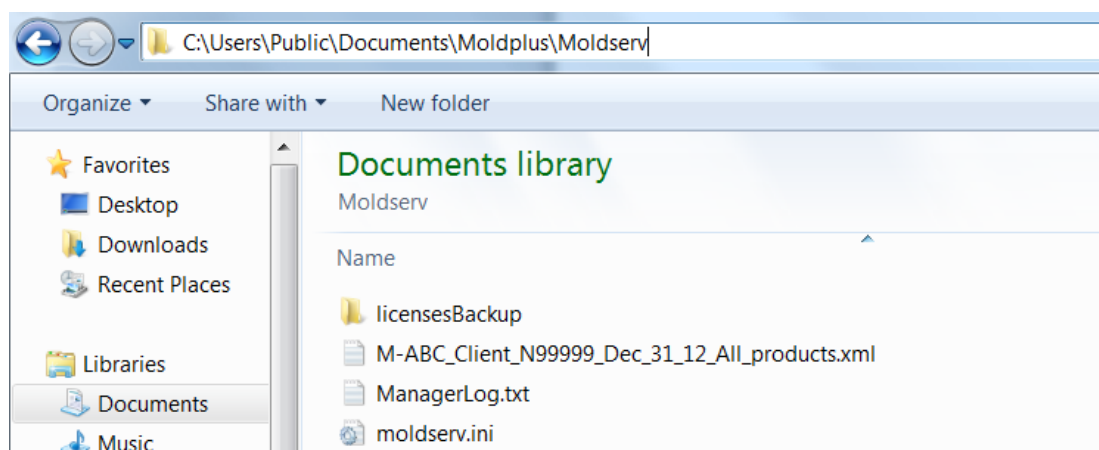 C:\Users\Public\Documents\Moldplus\Moldserv
Organize Share with New folder
Favorites
Desktop
Downloads
Recent Places
Libraries
Documents
Music
Documents library
Moldserv
Name
licensesBackup
M-ABC_Client_N99999_Dec_31_12_All_products.xml
ManagerLog.txt
moldserv.ini